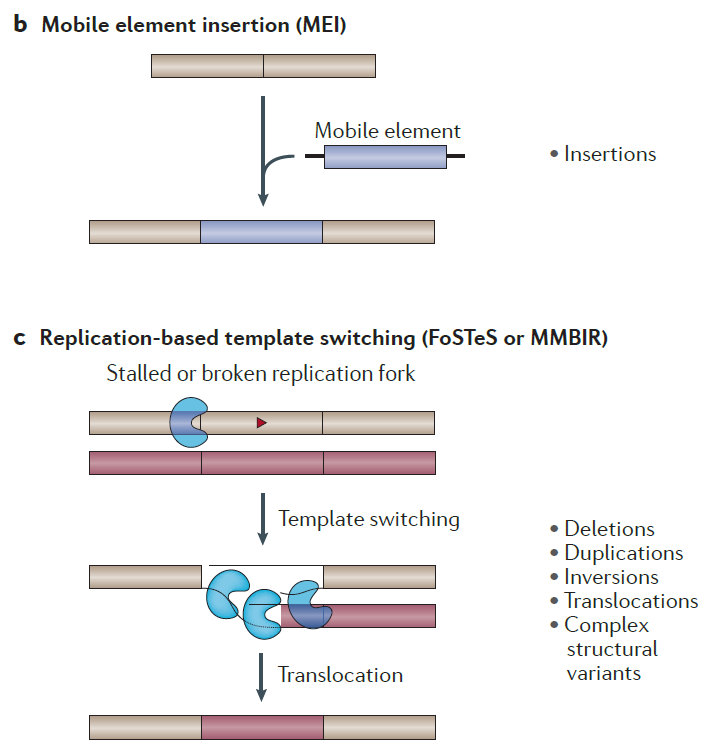 b Mobile element insertion (MEI)
Mobile element
• Insertions
c Replication-based template switching (FoSTeS or MMBIR)
Stalled or broken replication fork
Template switching
• Deletions
• Duplications
• Inversions
• Translocations
• Complex
structural
variants
Translocation